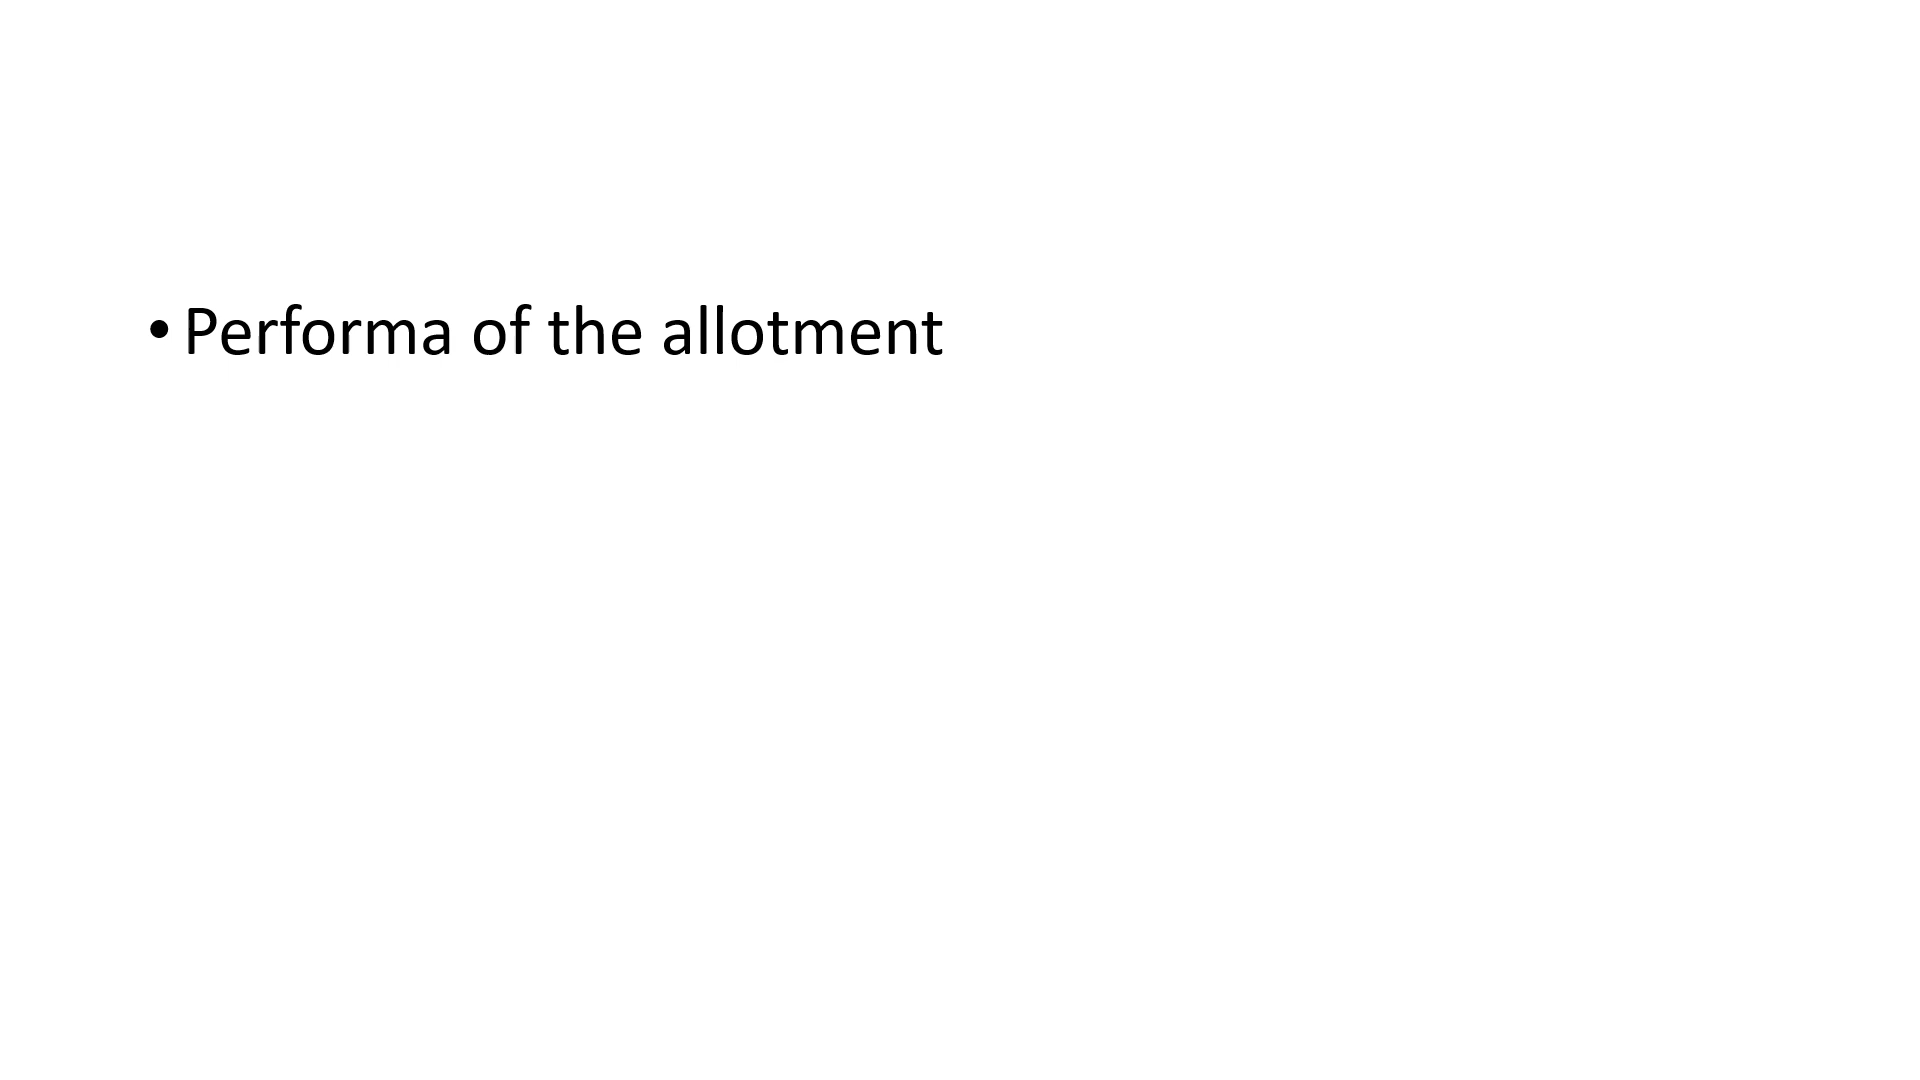 • Performa of the allotment